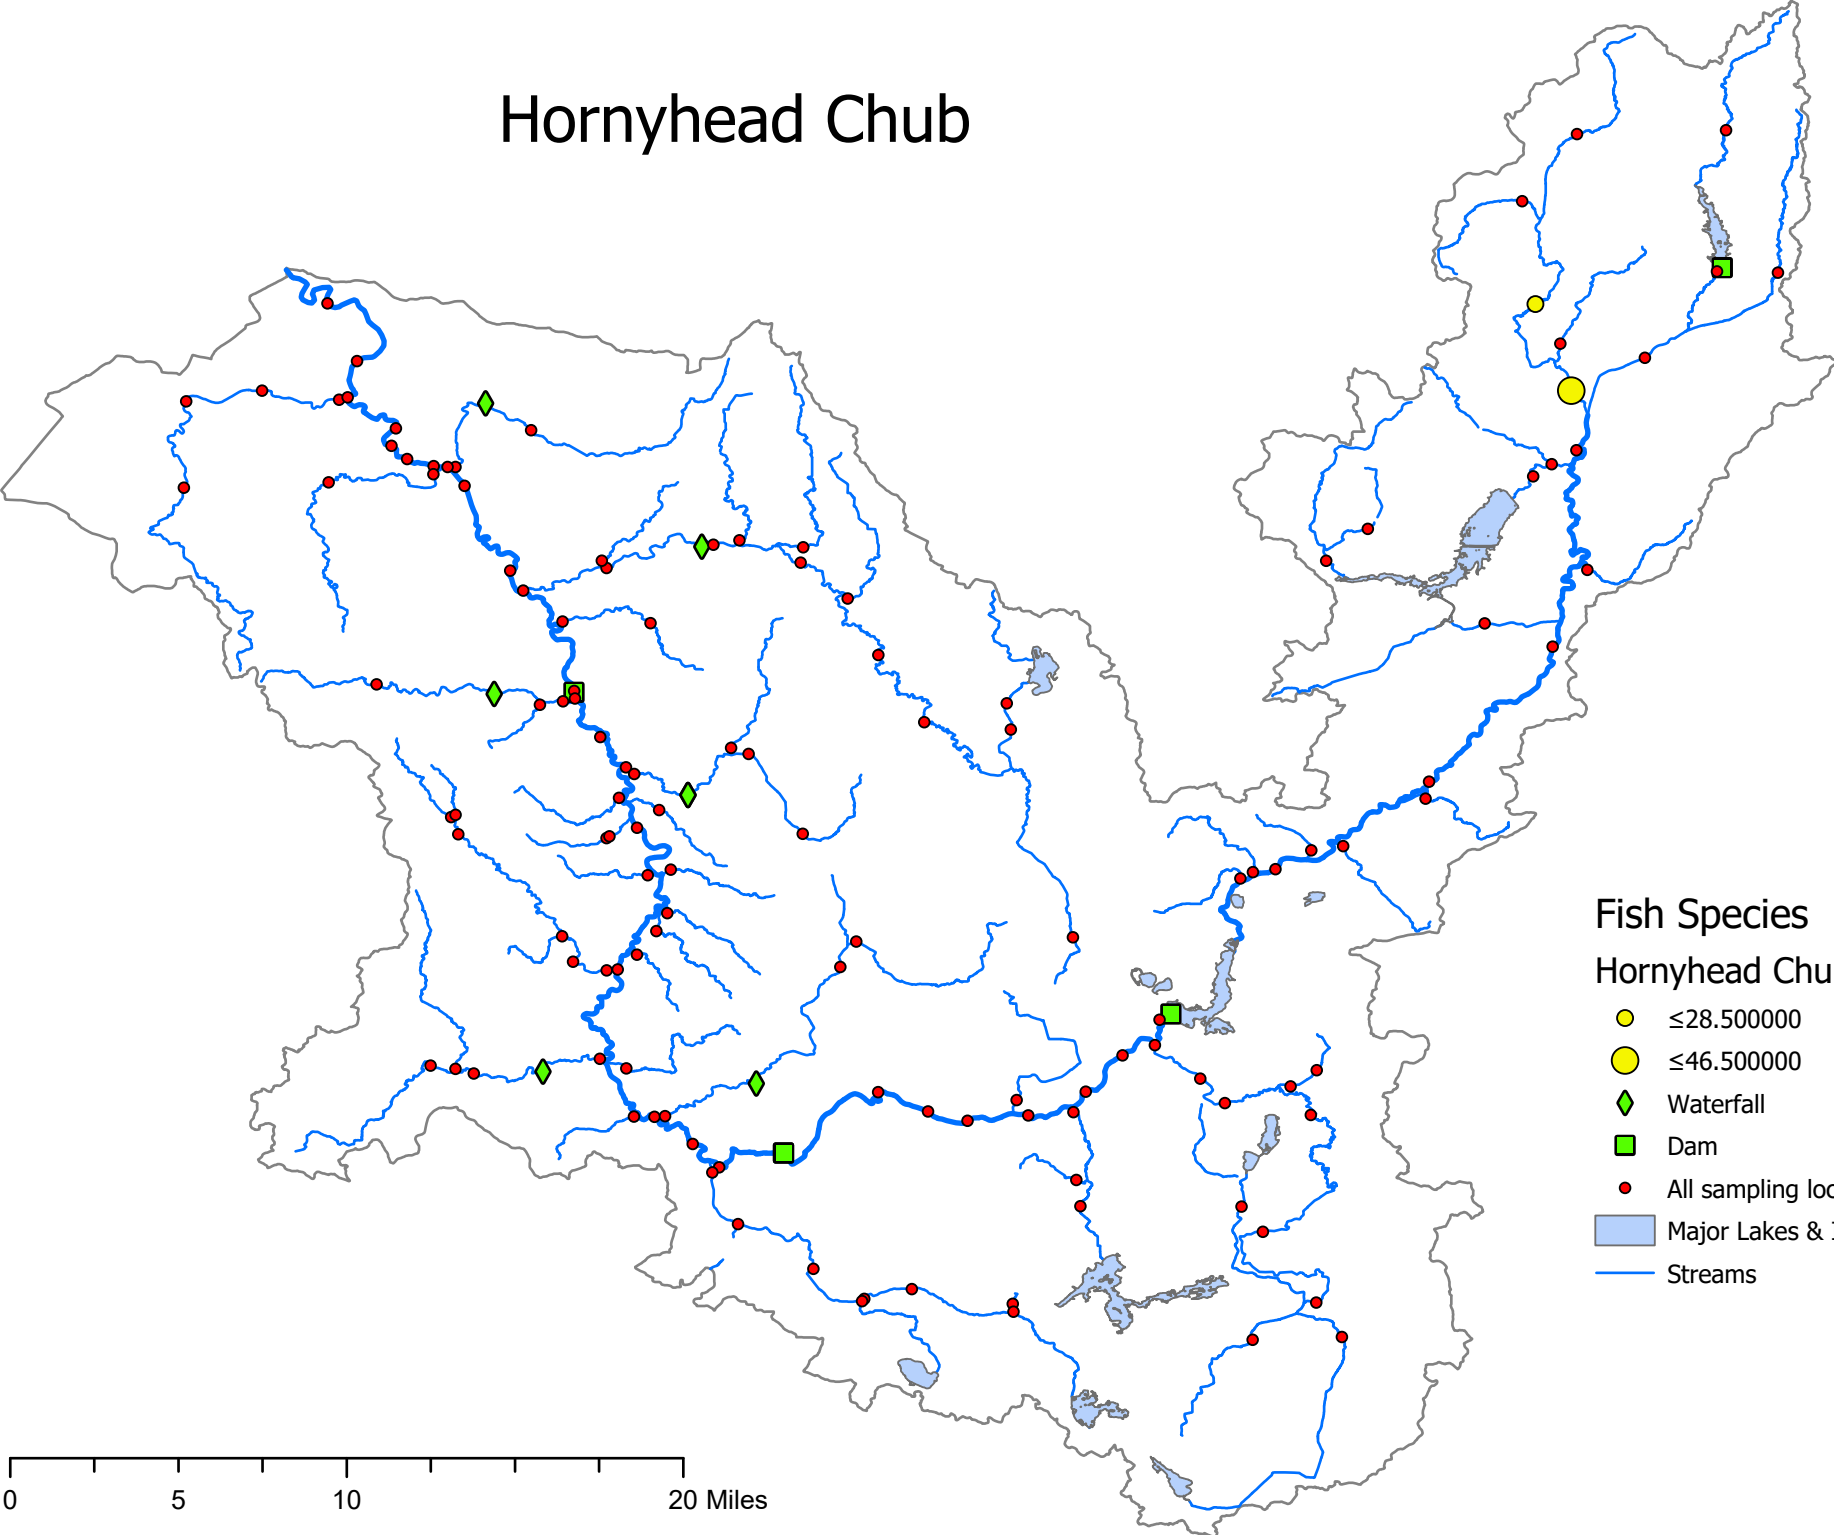 Hornyhead Chub
Fish Species
Hornyhead Chu
≤28.500000
≤46.500000
Waterfall
Dam
All sampling loc
Major Lakes &
Streams
0 5 10 20 Miles